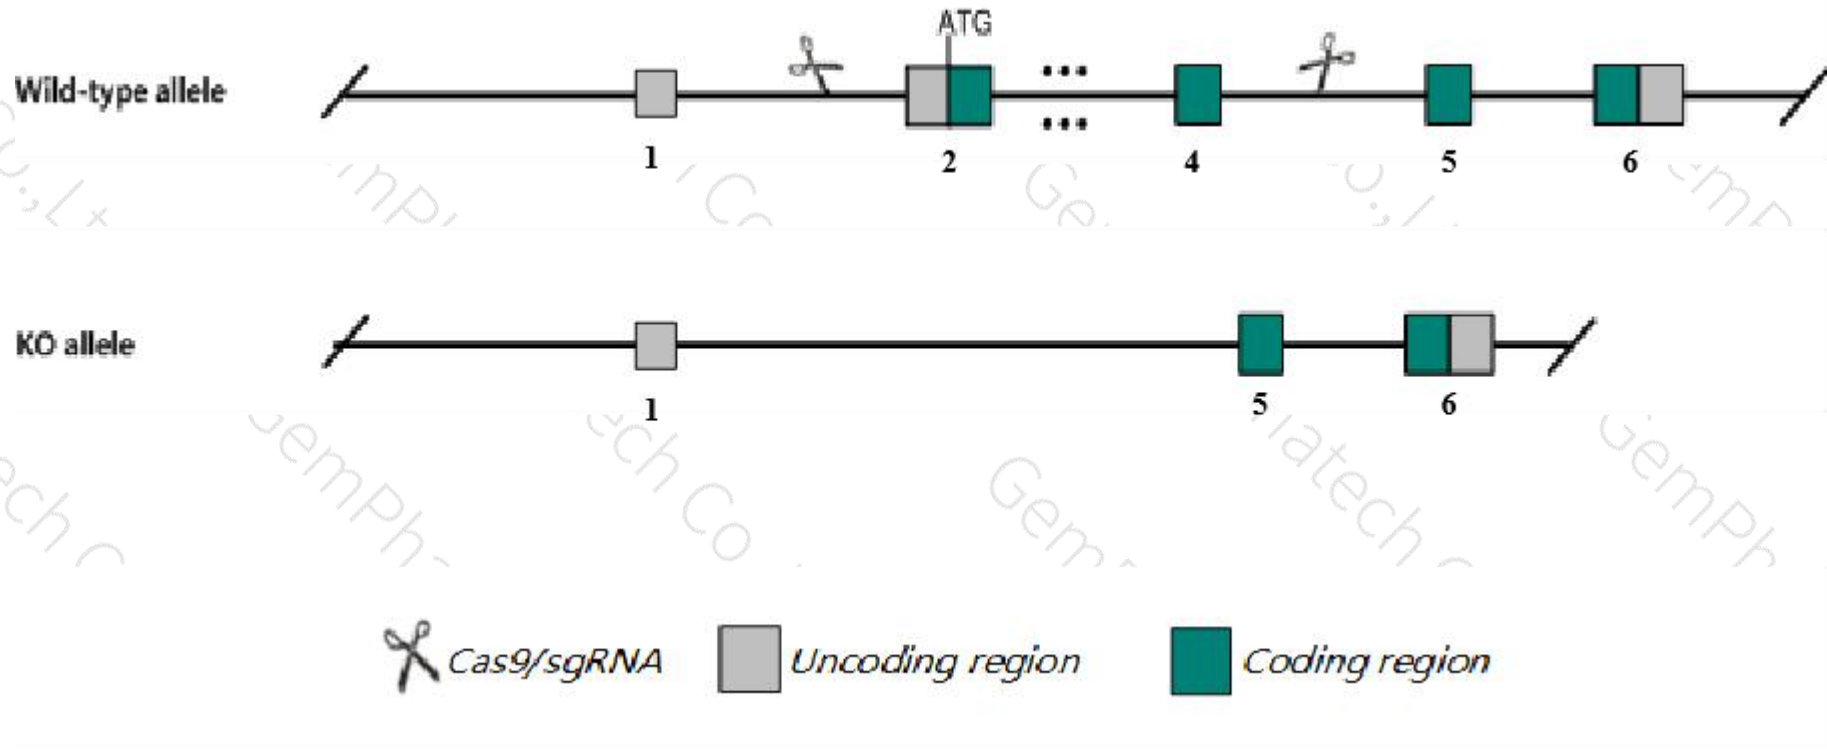 ATG
Wild-type allele
1 2 4 5 6
KO allele
1 5 6
Cas9/sgRNA Uncoding region Coding region